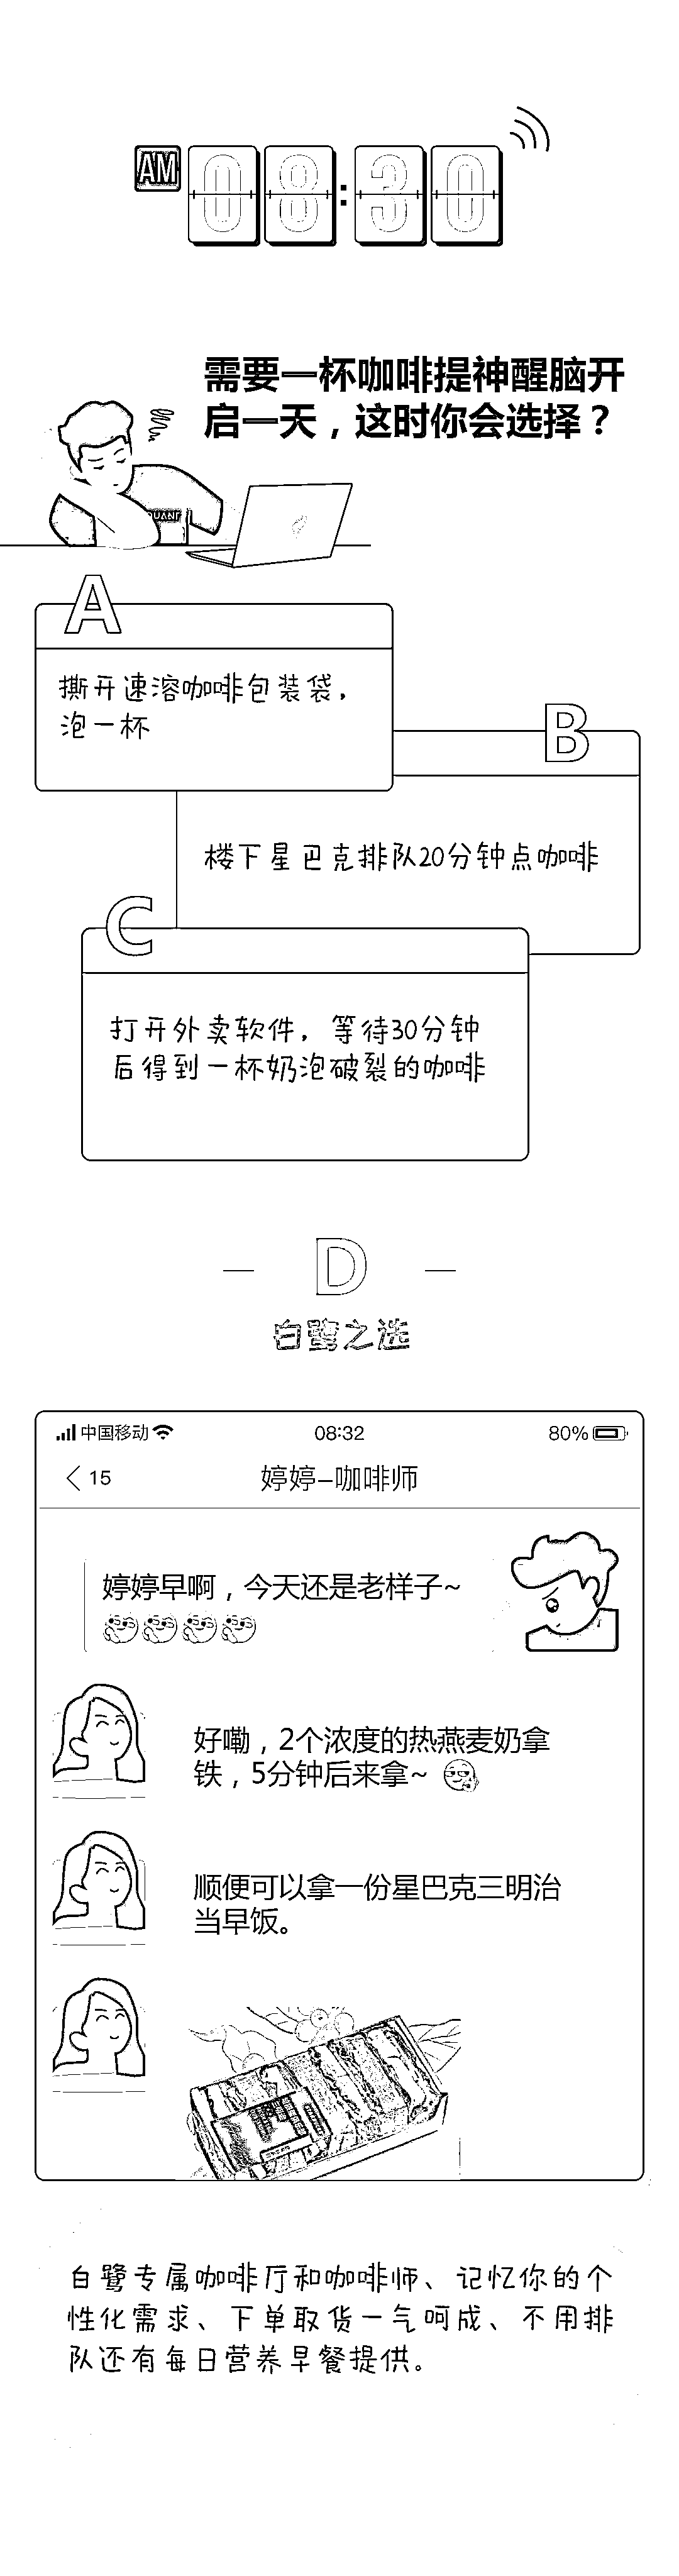 AM 08:30
需要一杯咖啡提神醒脑开
启一天，这时你会选择？
A
撕开速溶咖啡包装袋，
泡一杯
B
楼下星巴克排队20分钟点咖啡
C
打开外卖软件，等待30分钟
后得到一杯奶泡破裂的咖啡
D
白鹭之选
中国移动 08:32 80%
15 婷婷-咖啡师
婷婷早啊，今天还是老样子~
好嘞，2个浓度的热燕麦奶拿
铁，5分钟后来拿~
顺便可以拿一份星巴克三明治
当早饭。
白鹭专属咖啡厅和咖啡师、记忆你的个
性化需求、下单取货一气呵成、不用排
队还有每日营养早餐提供。